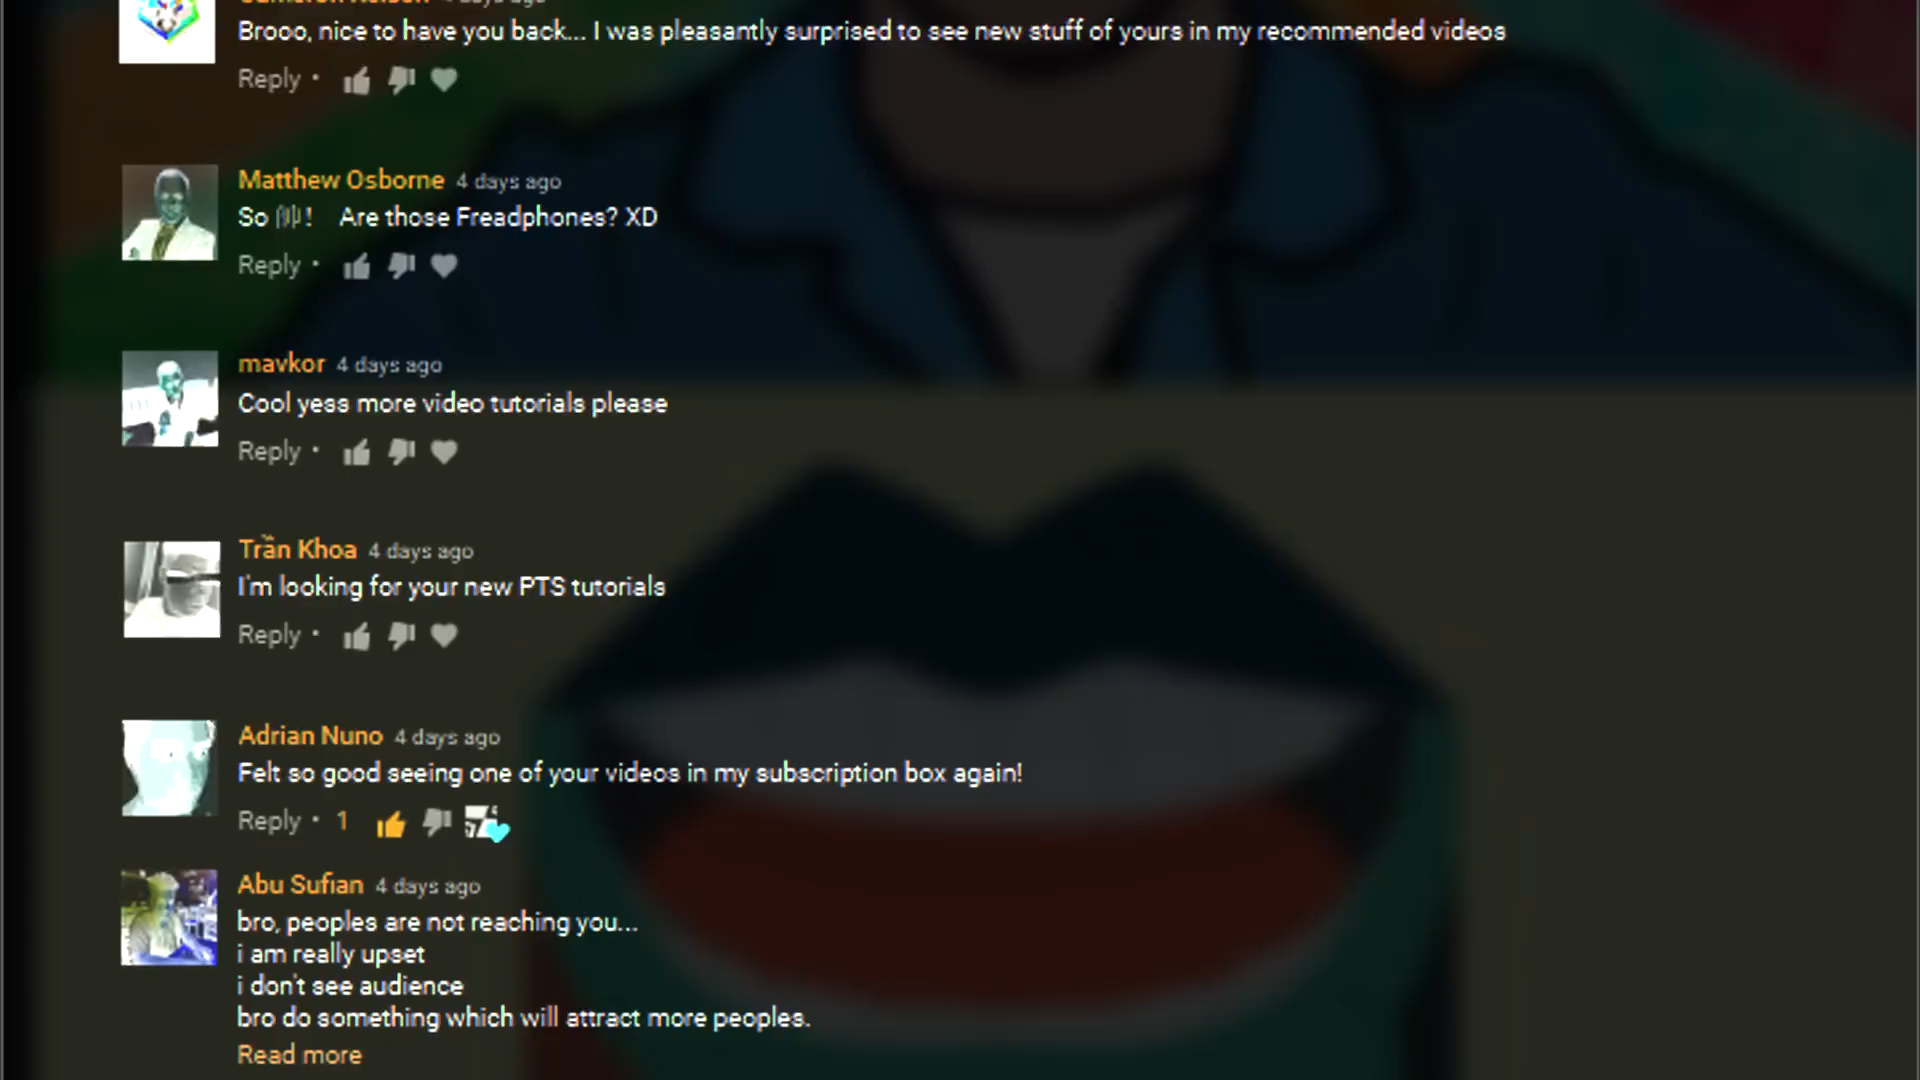 4 days ago
Brooo, nice to have you back... I was pleasantly surprised to see new stuff of yours in my recommended videos
Reply •
Matthew Osborne 4 days ago
So 帥! Are those Freadphones? XD
Reply •
mavkor 4 days ago
Cool yess more video tutorials please
Reply •
Trần Khoa 4 days ago
I'm looking for your new PTS tutorials
Reply •
Adrian Nuno 4 days ago
Felt so good seeing one of your videos in my subscription box again!
Reply • 1
Abu Sufian 4 days ago
bro, peoples are not reaching you...
i am really upset
i don't see audience
bro do something which will attract more peoples.
Read more